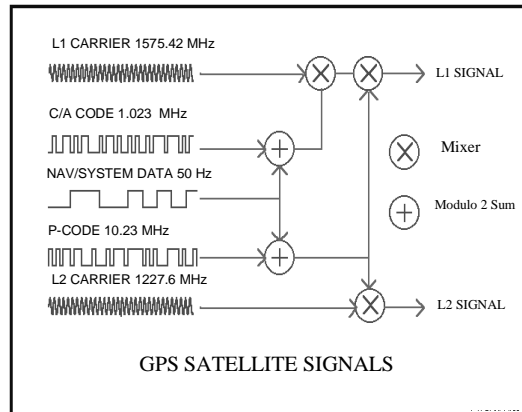 L1 CARRIER 1575.42 MHz
L1 SIGNAL
C/A CODE 1.023 MHz
Mixer
NAV/SYSTEM DATA 50 Hz
Modulo 2 Sum
P-CODE 10.23 MHz
L2 CARRIER 1227.6 MHz
L2 SIGNAL
GPS SATELLITE SIGNALS